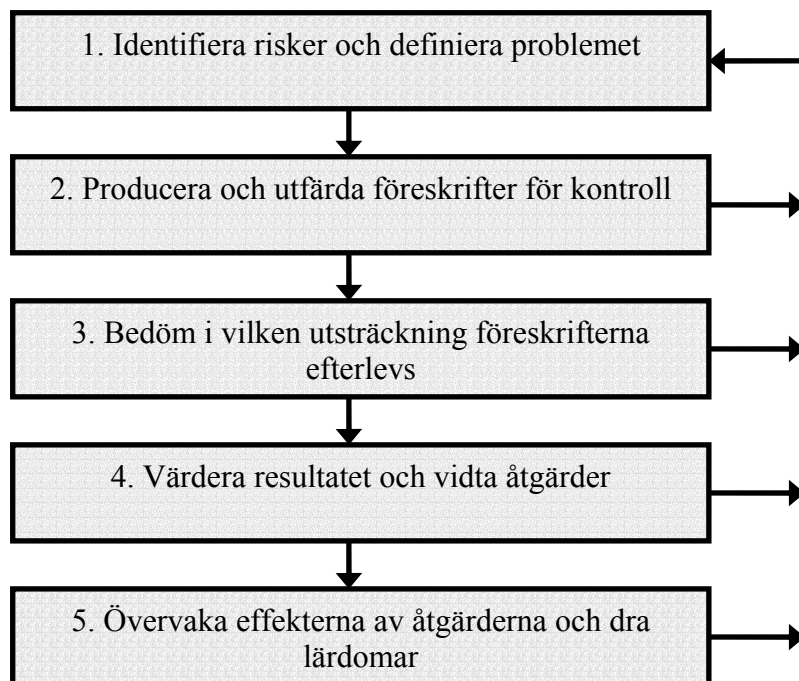 1. Identifiera risker och definiera problemet
2. Producera och utfärda föreskrifter för kontroll
3. Bedöm i vilken utsträckning föreskrifterna
efterlevs
4. Värdera resultatet och vidta åtgärder
5. Övervaka effekterna av åtgärderna och dra
lärdomar